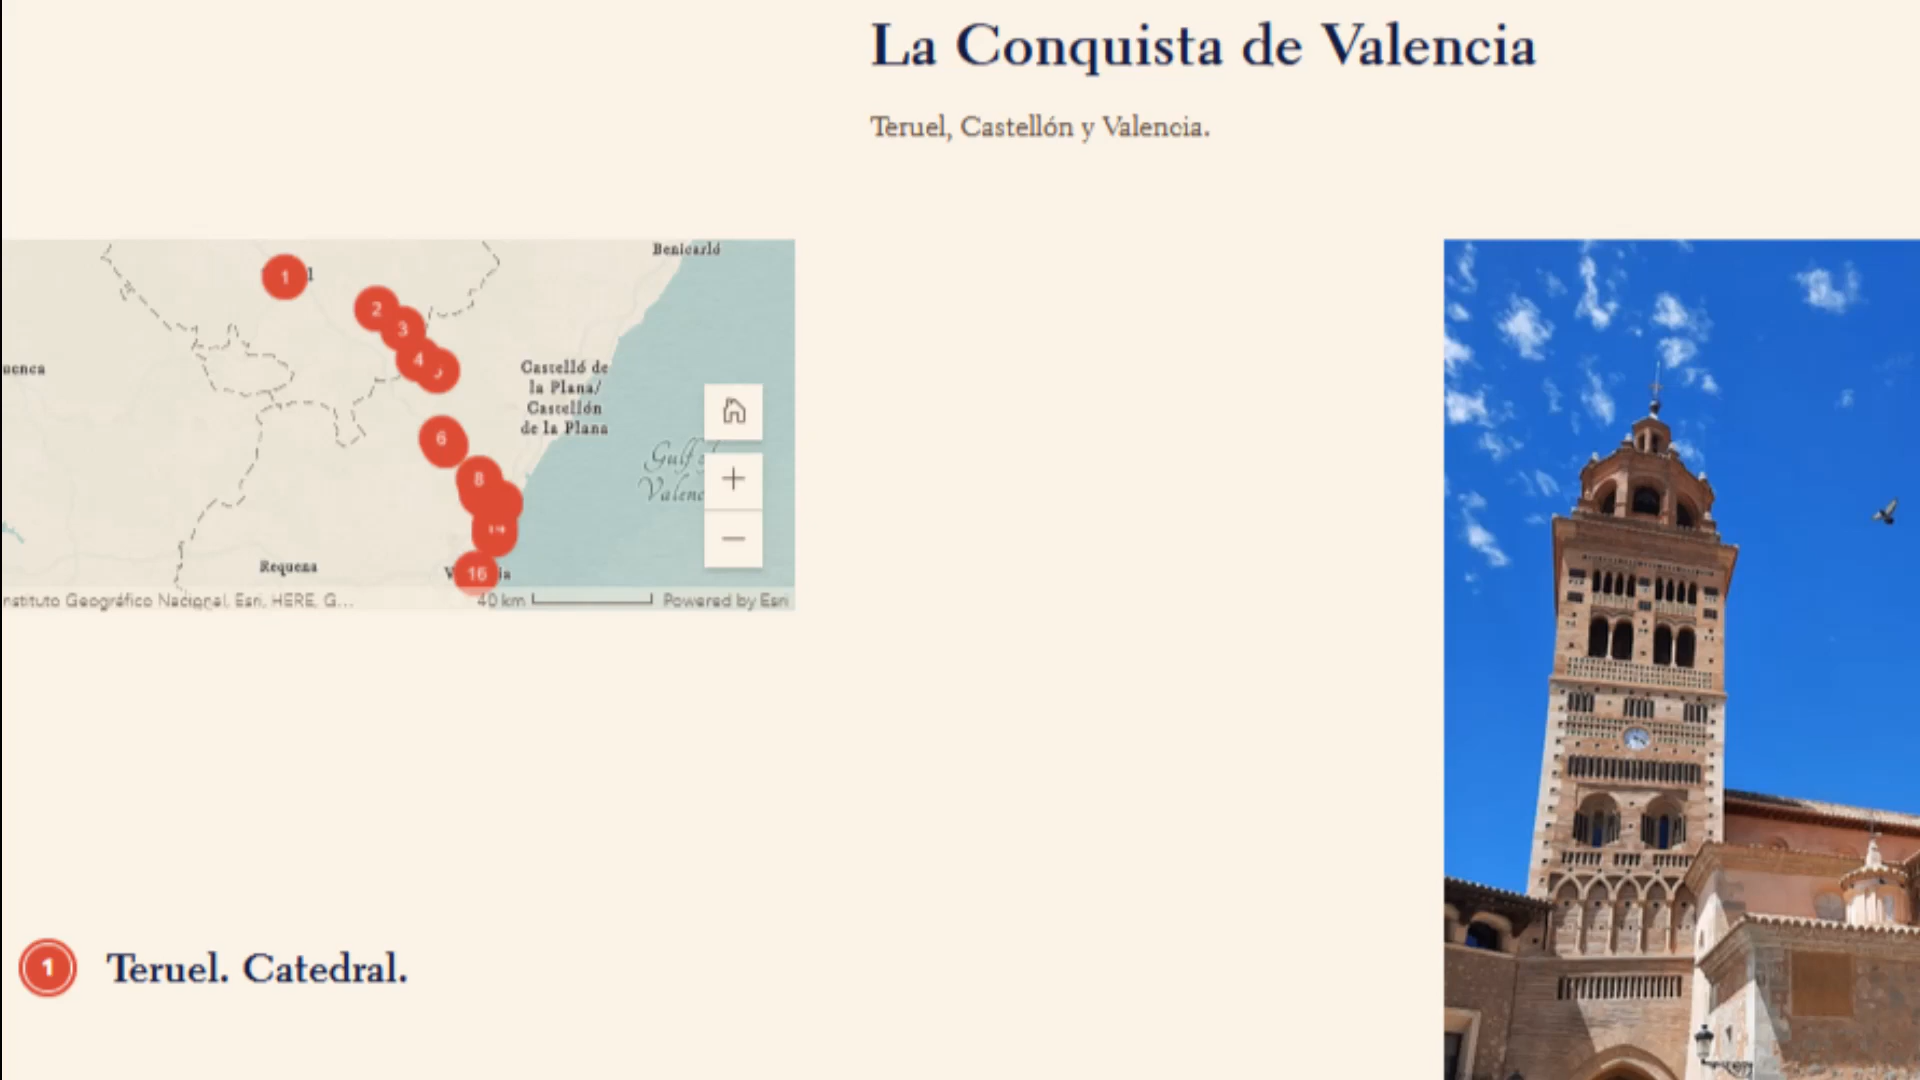 La Conquista de Valencia
Teruel, Castellón y Valencia.
Benicarló
1
2
3
4
Castelló de
la Plana/
Castellón
de la Plana
6
8
Requena
16
nstituto Geográfico Nacional, Esri, HERE, G...
40 km
Powered by Esri
1 Teruel. Catedral.